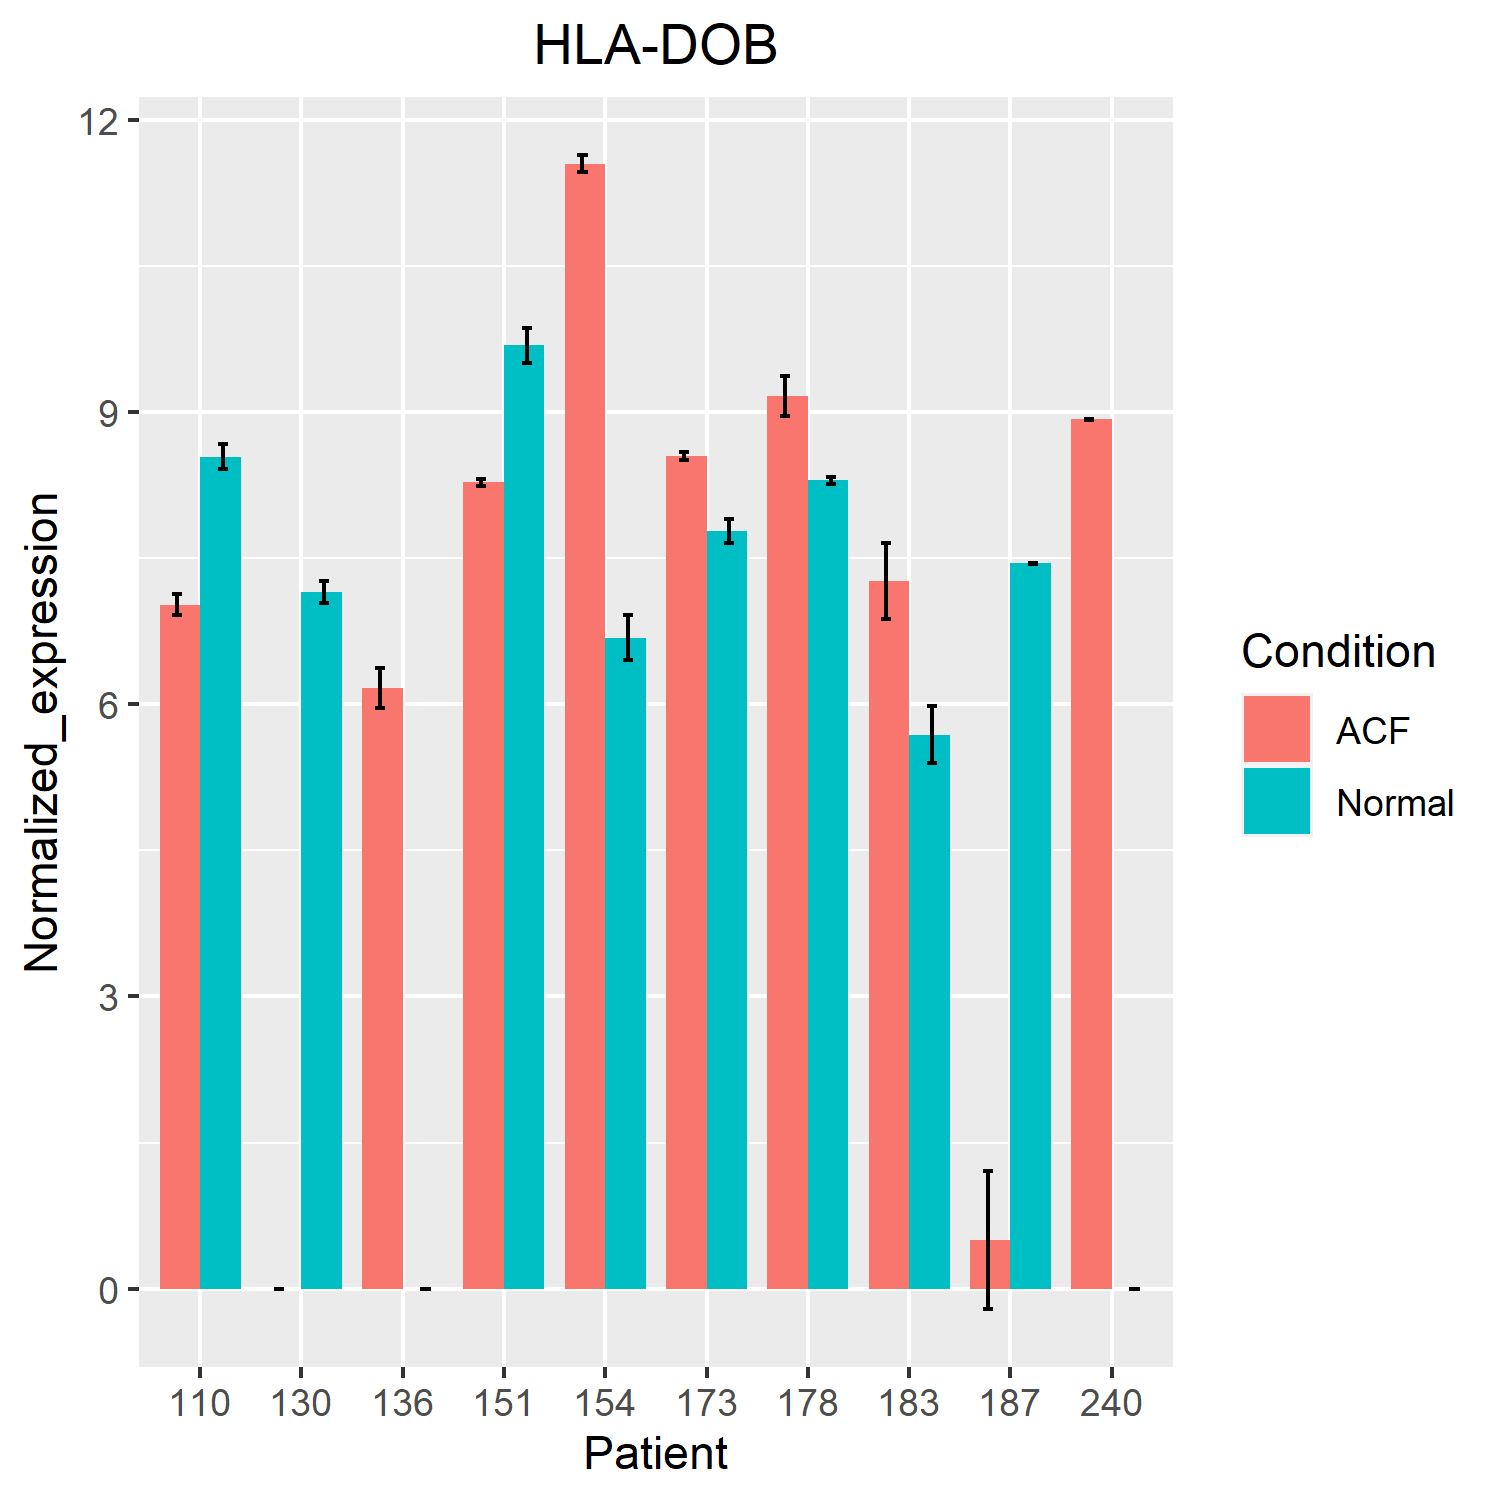 HLA-DOB
12
9
6
3
0
Normalized_expression
110 130 136 151 154 173 178 183 187 240
Patient
Condition
ACF
Normal